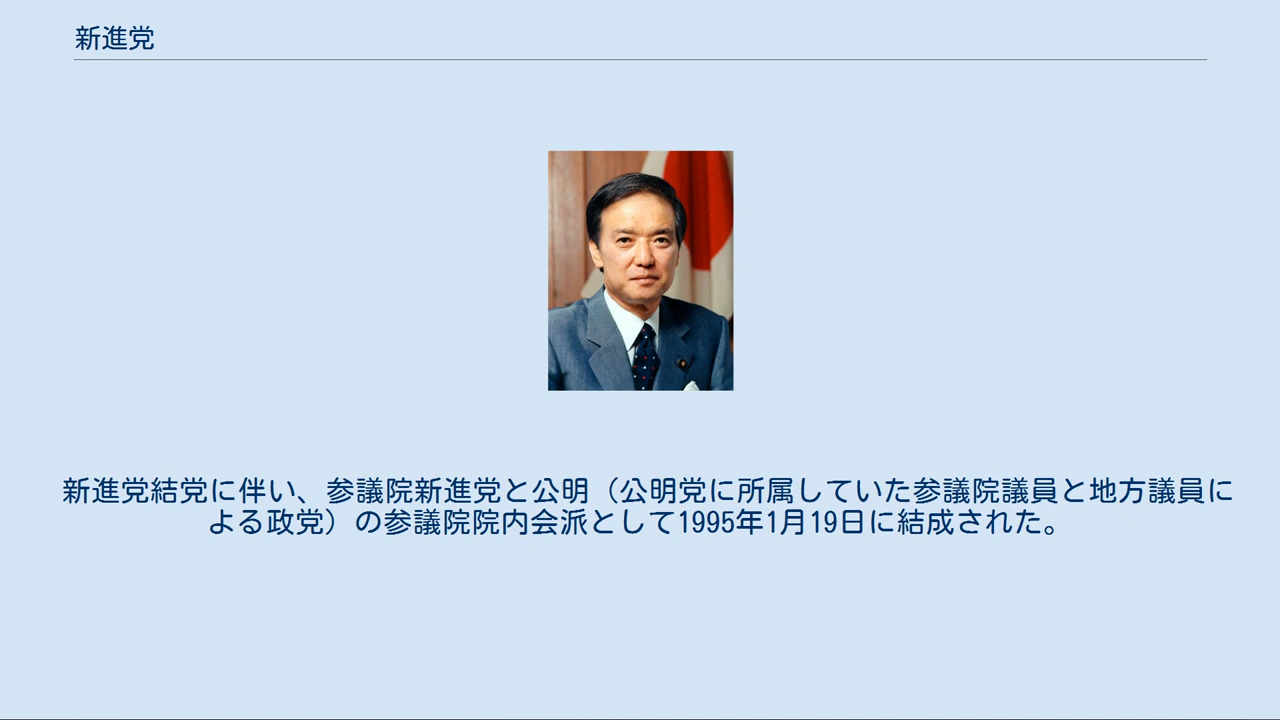 新進党
新進党結党に伴い、参議院新進党と公明（公明党に所属していた参議院議員と地方議員に
よる政党）の参議院院内会派として1995年1月19日に結成された。